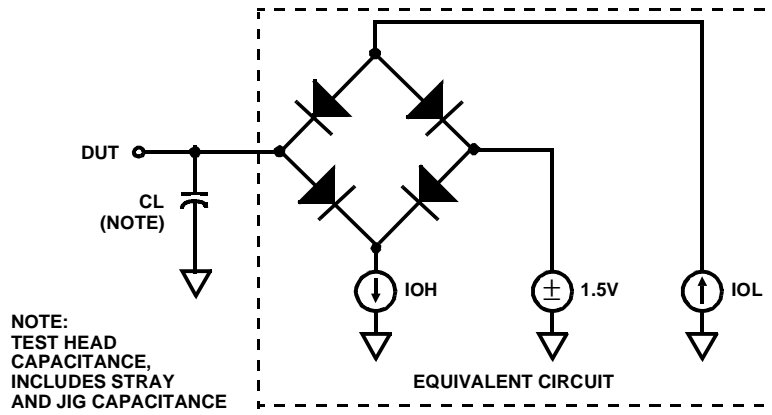 DUT
CL
(NOTE)
IOH
± 1.5V
IOL
NOTE:
TEST HEAD
CAPACITANCE,
INCLUDES STRAY
AND JIG CAPACITANCE
EQUIVALENT CIRCUIT